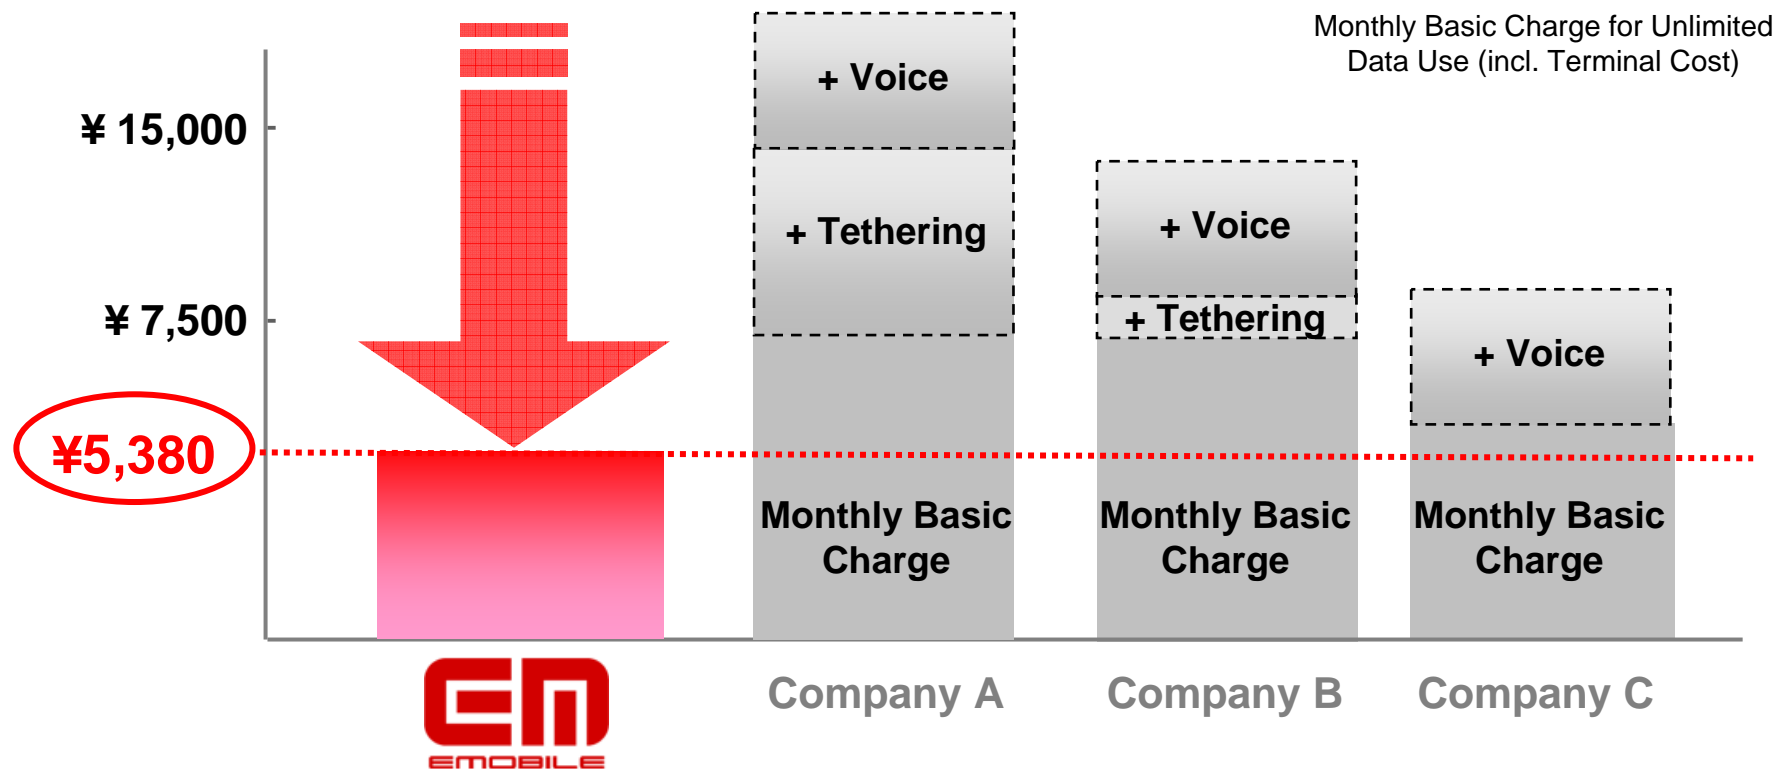 Monthly Basic Charge for Unlimited
Data Use (incl. Terminal Cost)
+ Voice
¥ 15,000
+ Tethering
+ Voice
¥ 7,500
+ Tethering
+ Voice
¥5,380
Monthly Basic
Charge
Monthly Basic
Charge
Monthly Basic
Charge
EM
EMOBILE
Company A
Company B
Company C